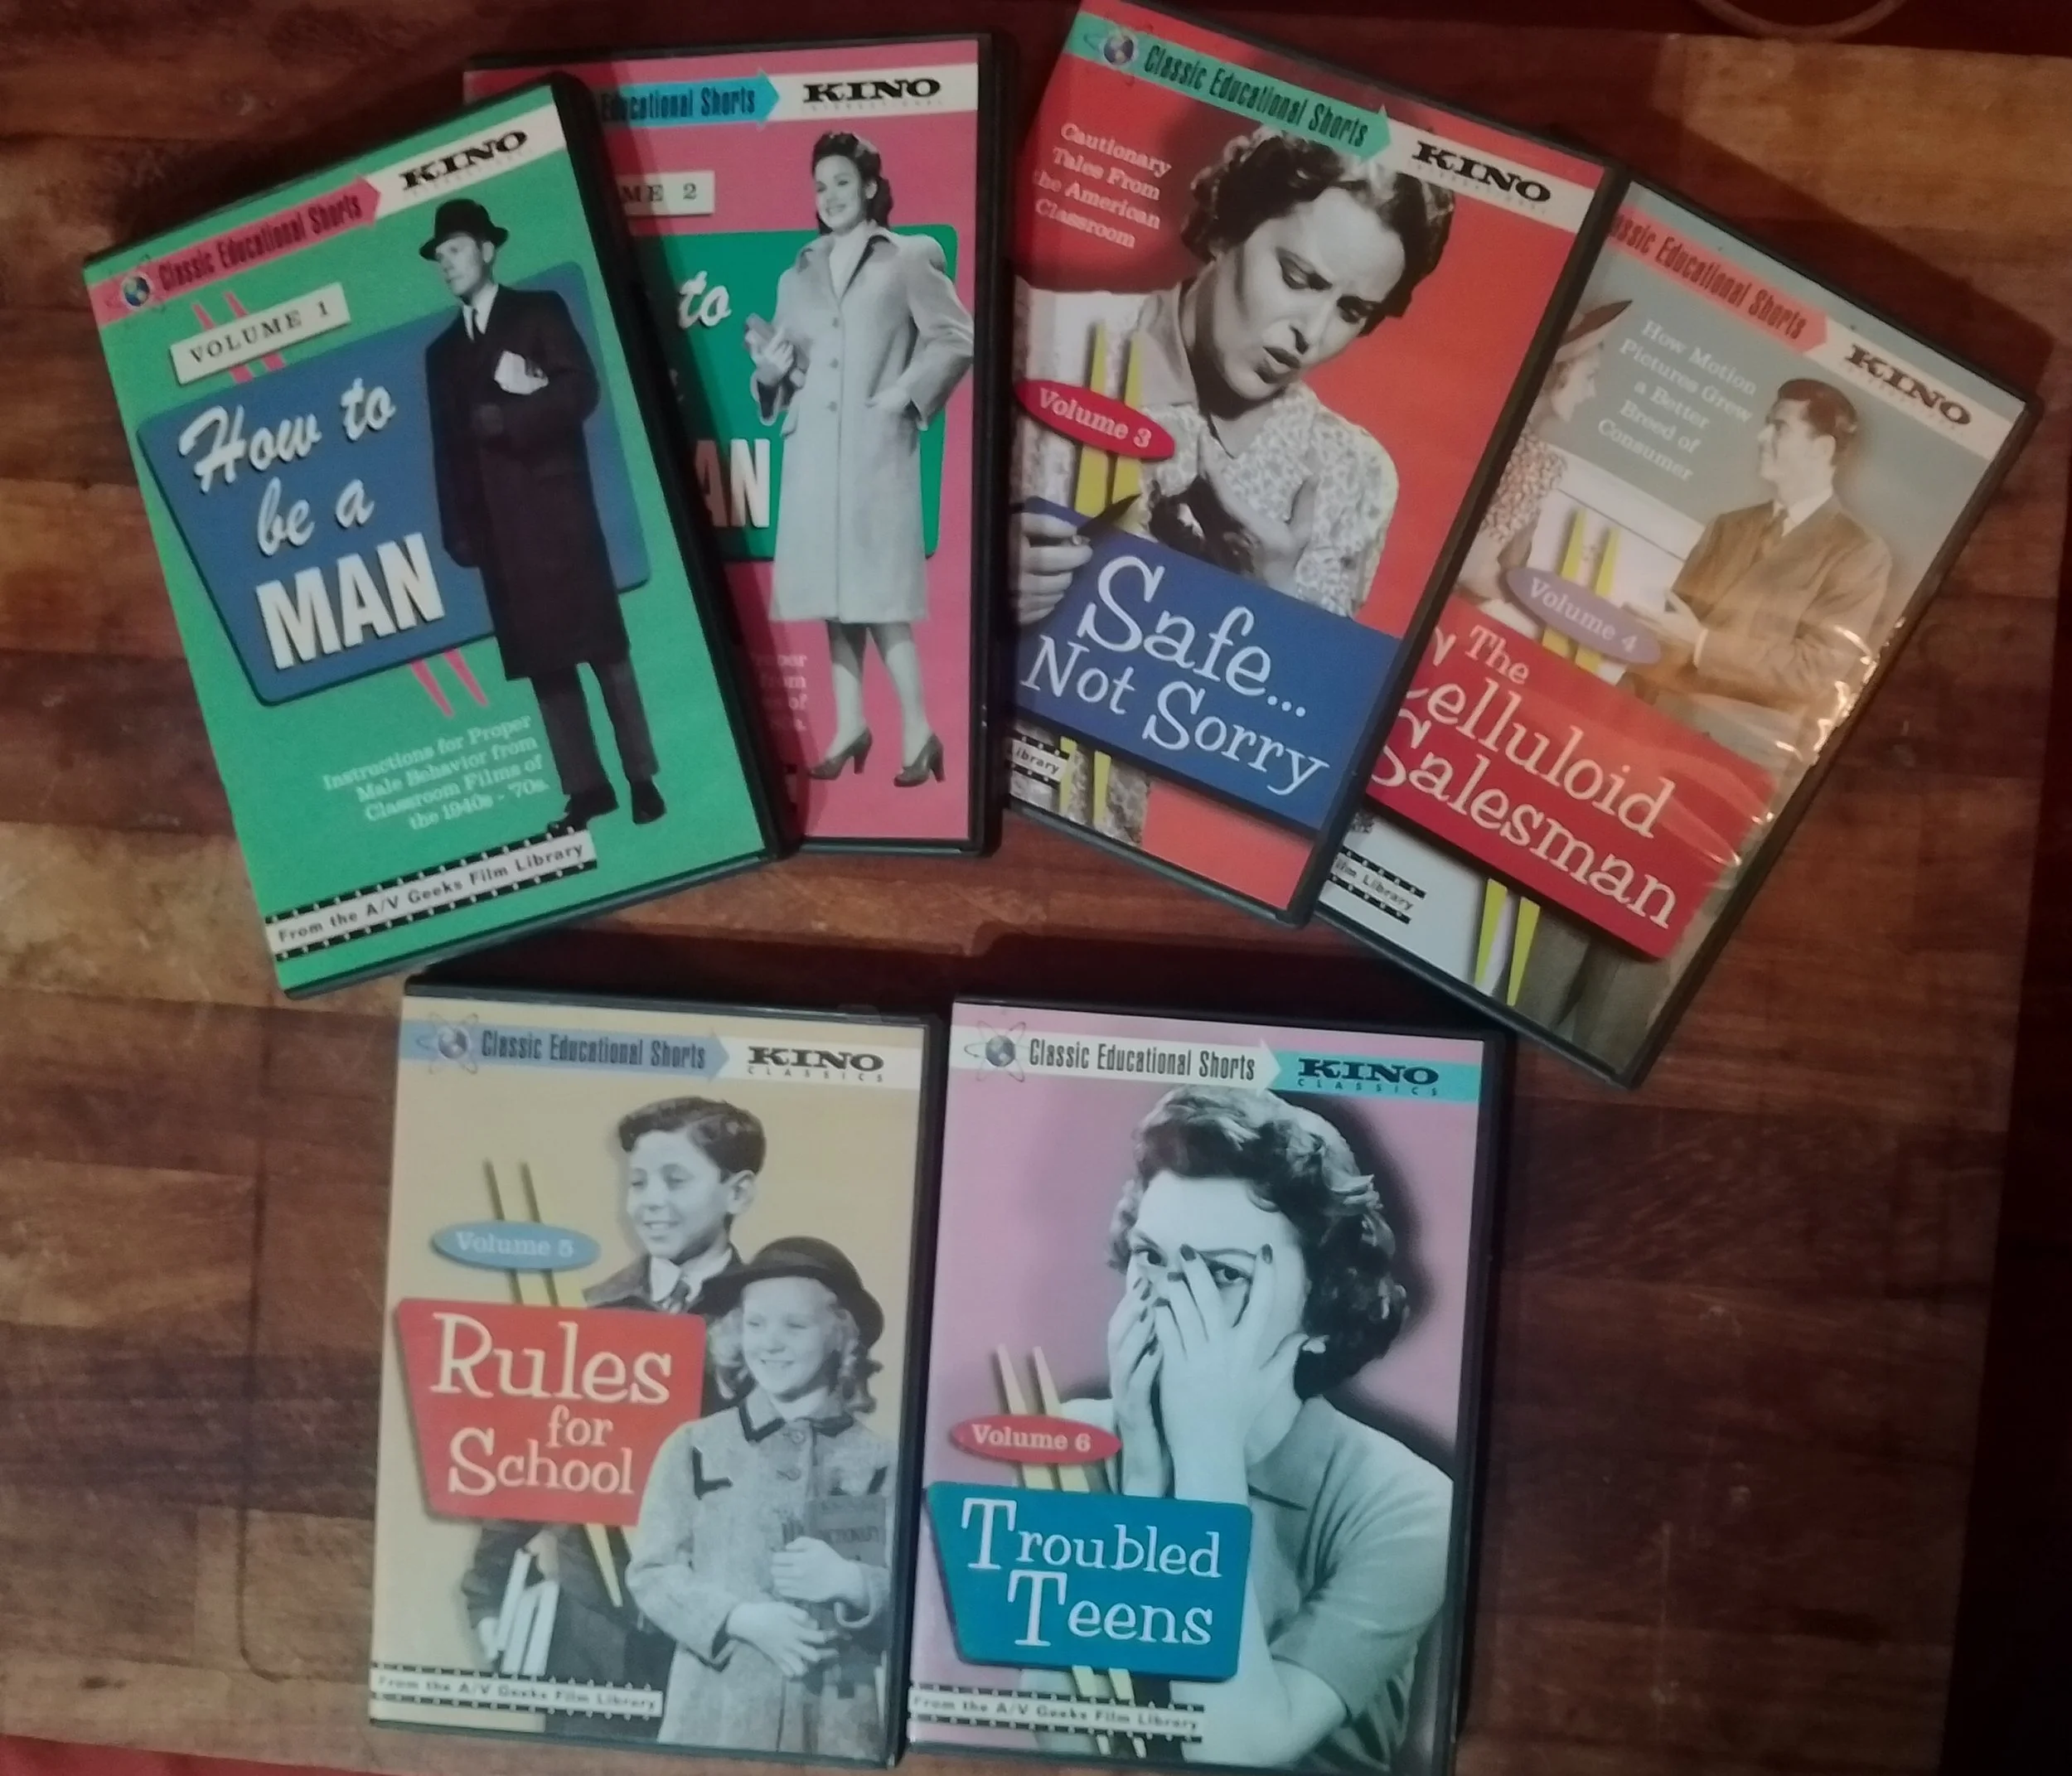 Classic Educational Shorts
KINO
VOLUME 1
How to
be a
MAN
Instructions for Proper
Male Behavior from
Classroom Films of
the 1940s - '70s.
From the A/V Geeks Film Library
Educational Shorts
KINO
INTERNATIONAL
ME 2
to
AN
from
of
Classic Educational Shorts
KINO
Cautionary
Tales From
the American
Classroom
Volume 3
Safe...
Not Sorry
Library
ssic Educational Shorts
KINO
How Motion
Pictures Grew
a Better
Breed of
Consumer
Volume 4
The
Celluloid
Salesman
ilm Library
Classic Educational Shorts
KINO
CLASSICS
Volume 5
Rules
for
School
From the A/V Geeks Film Library
Classic Educational Shorts
KINO
CLASSICS
Volume 6
Troubled
Teens
From the A/V Geeks Film Library